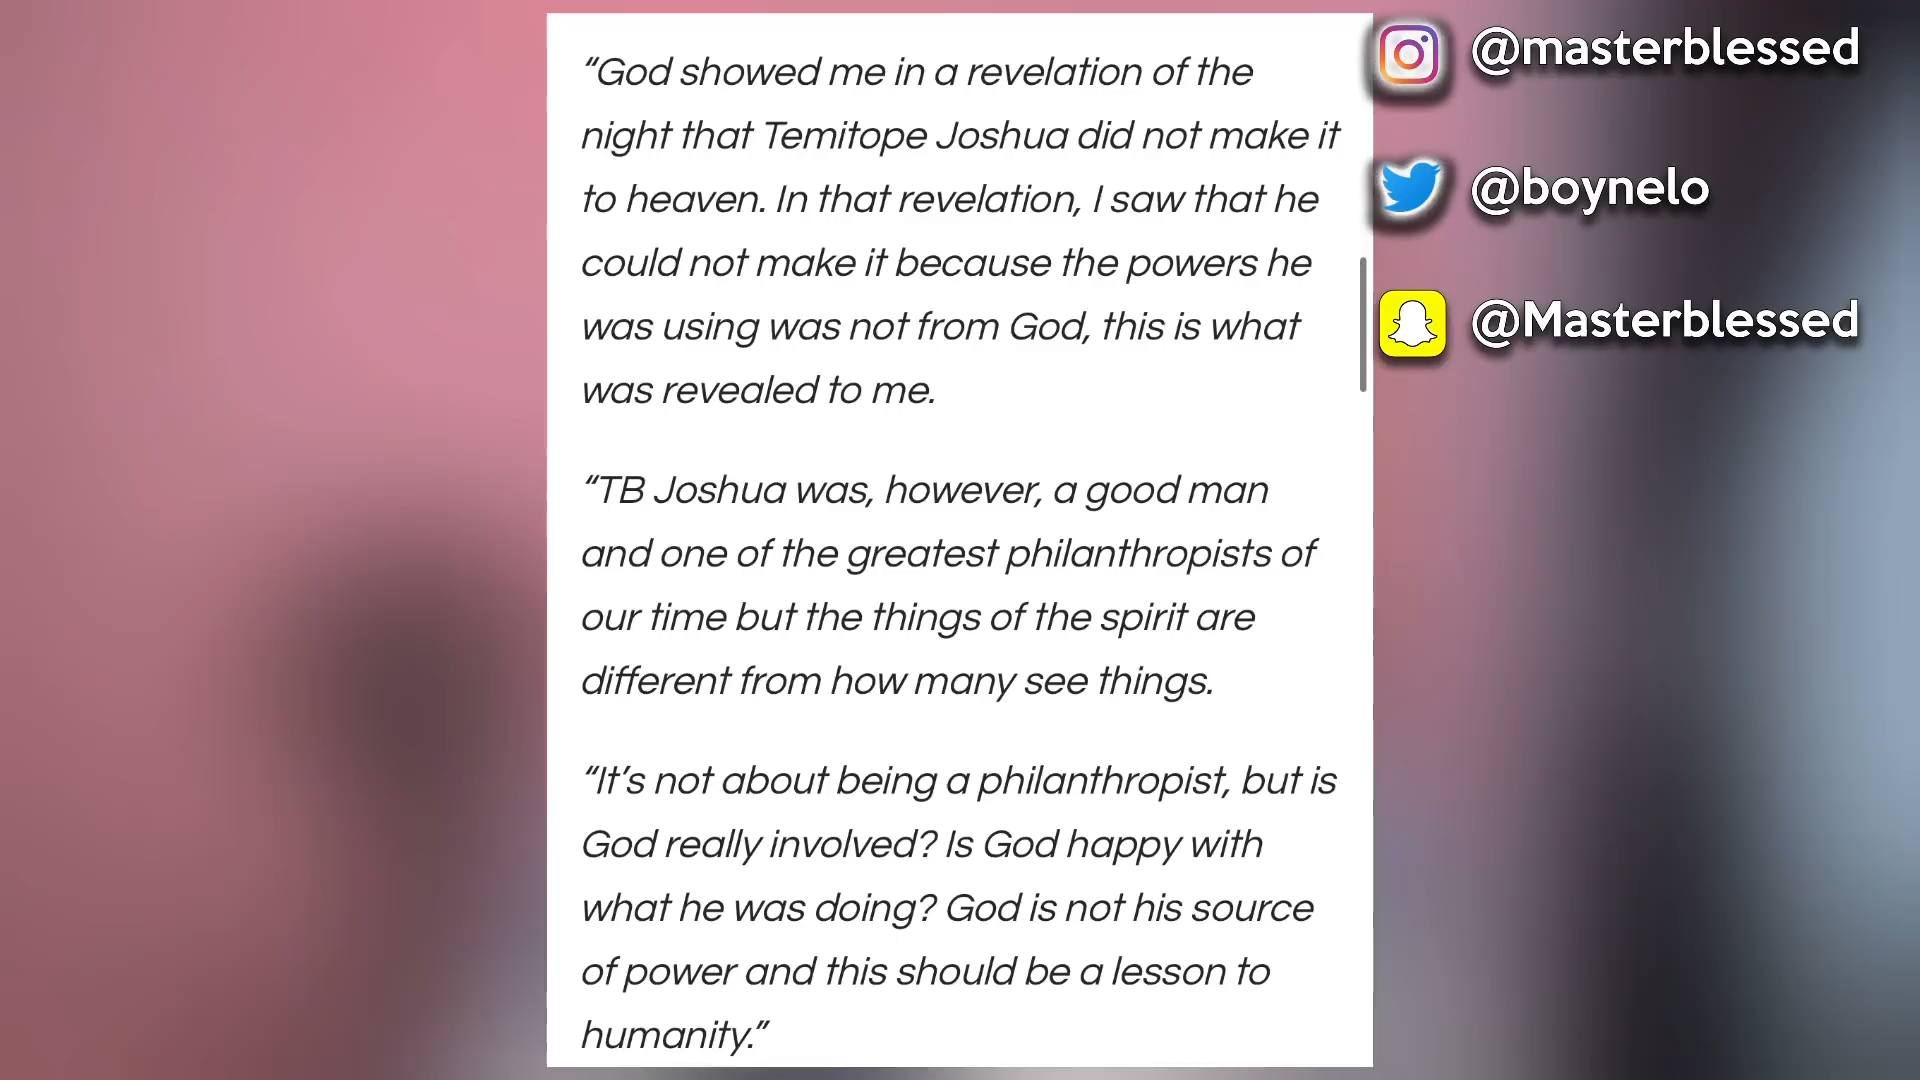 “God showed me in a revelation of the
night that Temitope Joshua did not make it
to heaven. In that revelation, I saw that he
could not make it because the powers he
was using was not from God, this is what
was revealed to me.
“TB Joshua was, however, a good man
and one of the greatest philanthropists of
our time but the things of the spirit are
different from how many see things.
“It’s not about being a philanthropist, but is
God really involved? Is God happy with
what he was doing? God is not his source
of power and this should be a lesson to
humanity.”
@masterblessed
@boynelo
@Masterblessed